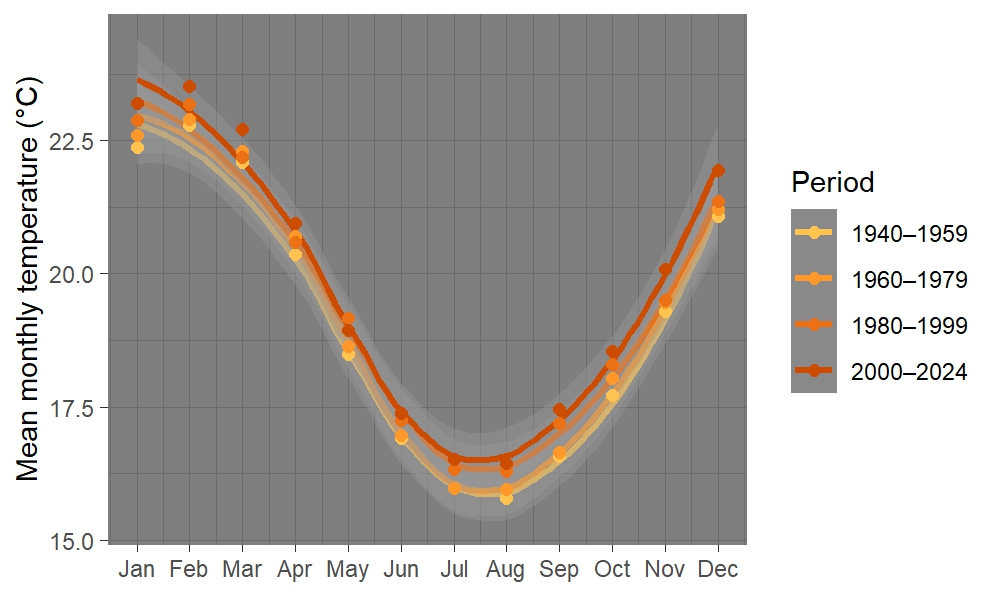 Mean monthly temperature (°C)
22.5
20.0
17.5
15.0
Jan Feb Mar Apr May Jun Jul Aug Sep Oct Nov Dec
Period
1940–1959
1960–1979
1980–1999
2000–2024